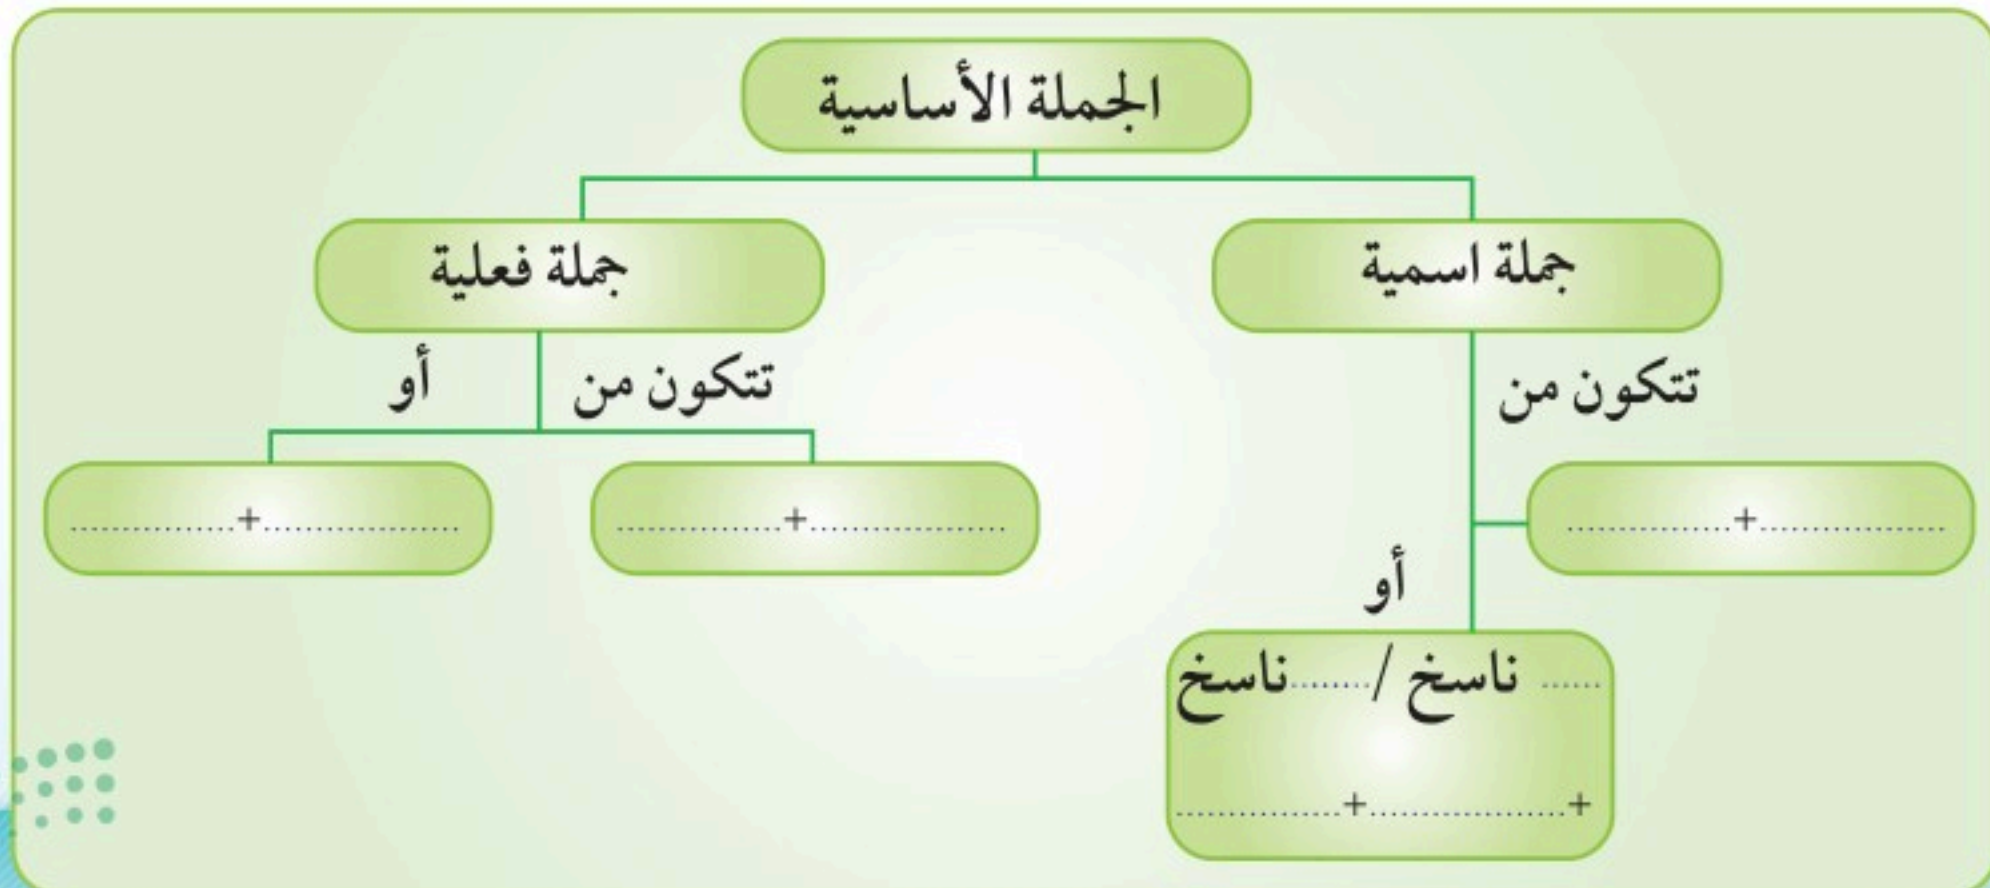 الجملة الأساسية
جملة اسمية
جملة فعلية
تتكون من
تتكون من
أو
..................+................
..................+................
..................+................
أو
...... ناسخ /........ناسخ
+..................+................